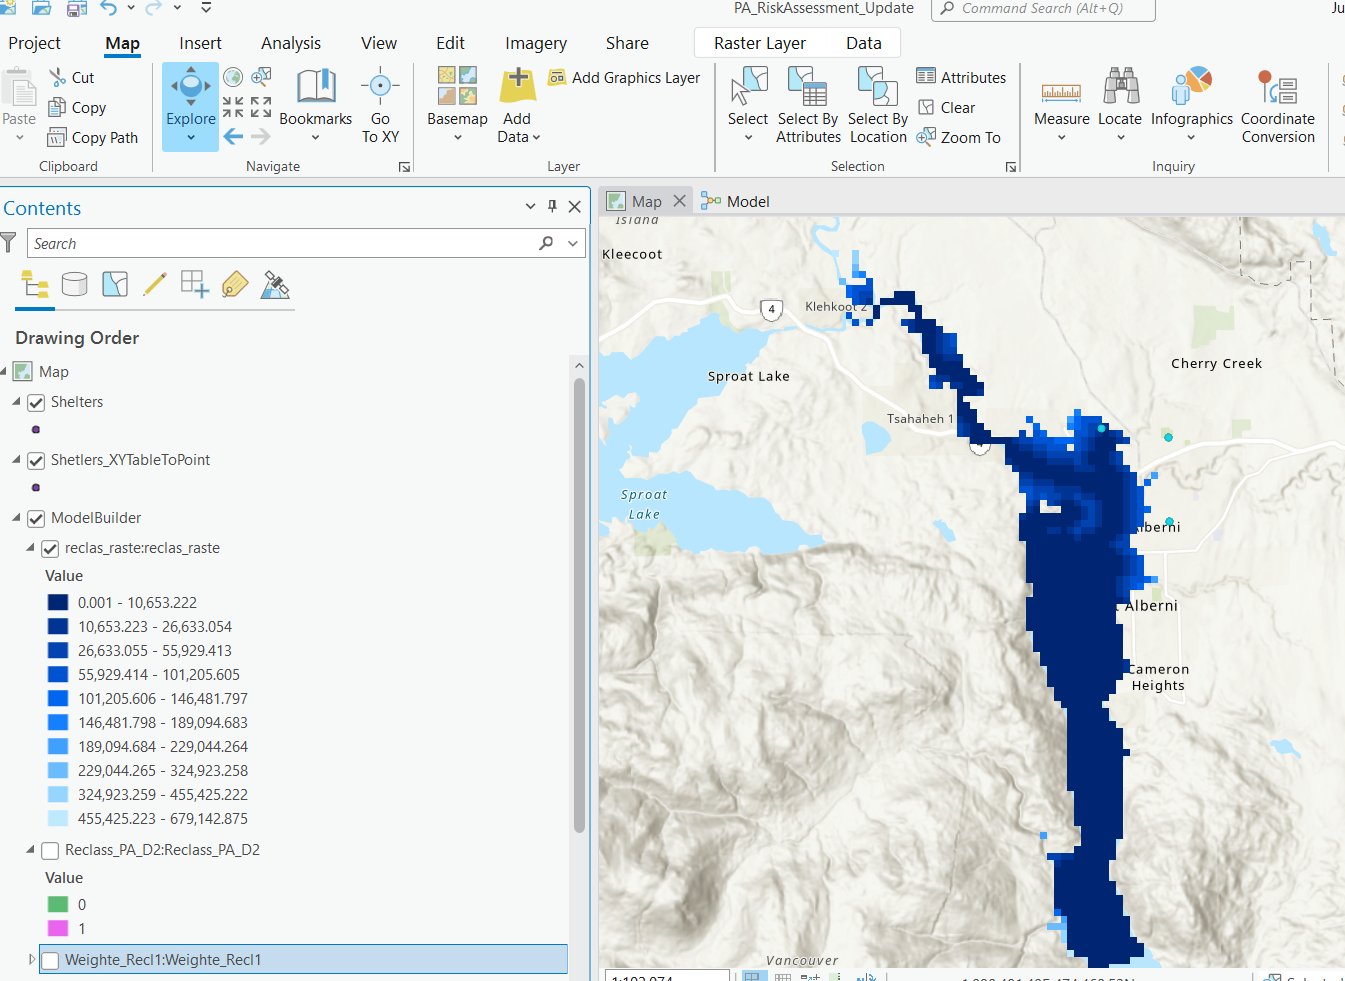 PA_RiskAssessment_Update
Command Search (Alt+Q)
Ju
Project
Map
Insert
Analysis
View
Edit
Imagery
Share
Raster Layer
Data
Paste
Cut
Copy
Copy Path
Clipboard
Explore
Bookmarks
Go
To XY
Navigate
Basemap
Add
Data
Add Graphics Layer
Layer
Select
Select By
Attributes
Select By
Location
Attributes
Clear
Zoom To
Selection
Measure
Locate
Infographics
Coordinate
Conversion
Inquiry
Contents
Search
Drawing Order
Map
Shelters
Shetlers_XYTableToPoint
ModelBuilder
reclas_raste:reclas_raste
Value
0.001 - 10,653.222
10,653.223 - 26,633.054
26,633.055 - 55,929.413
55,929.414 - 101,205.605
101,205.606 - 146,481.797
146,481.798 - 189,094.683
189,094.684 - 229,044.264
229,044.265 - 324,923.258
324,923.259 - 455,425.222
455,425.223 - 679,142.875
Reclass_PA_D2:Reclass_PA_D2
Value
0
1
Weighte_Recl1:Weighte_Recl1
Map
Model
Island
Kleecoot
4
Klehkoot 2
Sproat Lake
Cherry Creek
Tsahaheh 1
4
Sproat
Lake
Alberni
t Alberni
Cameron
Heights
Vancouver